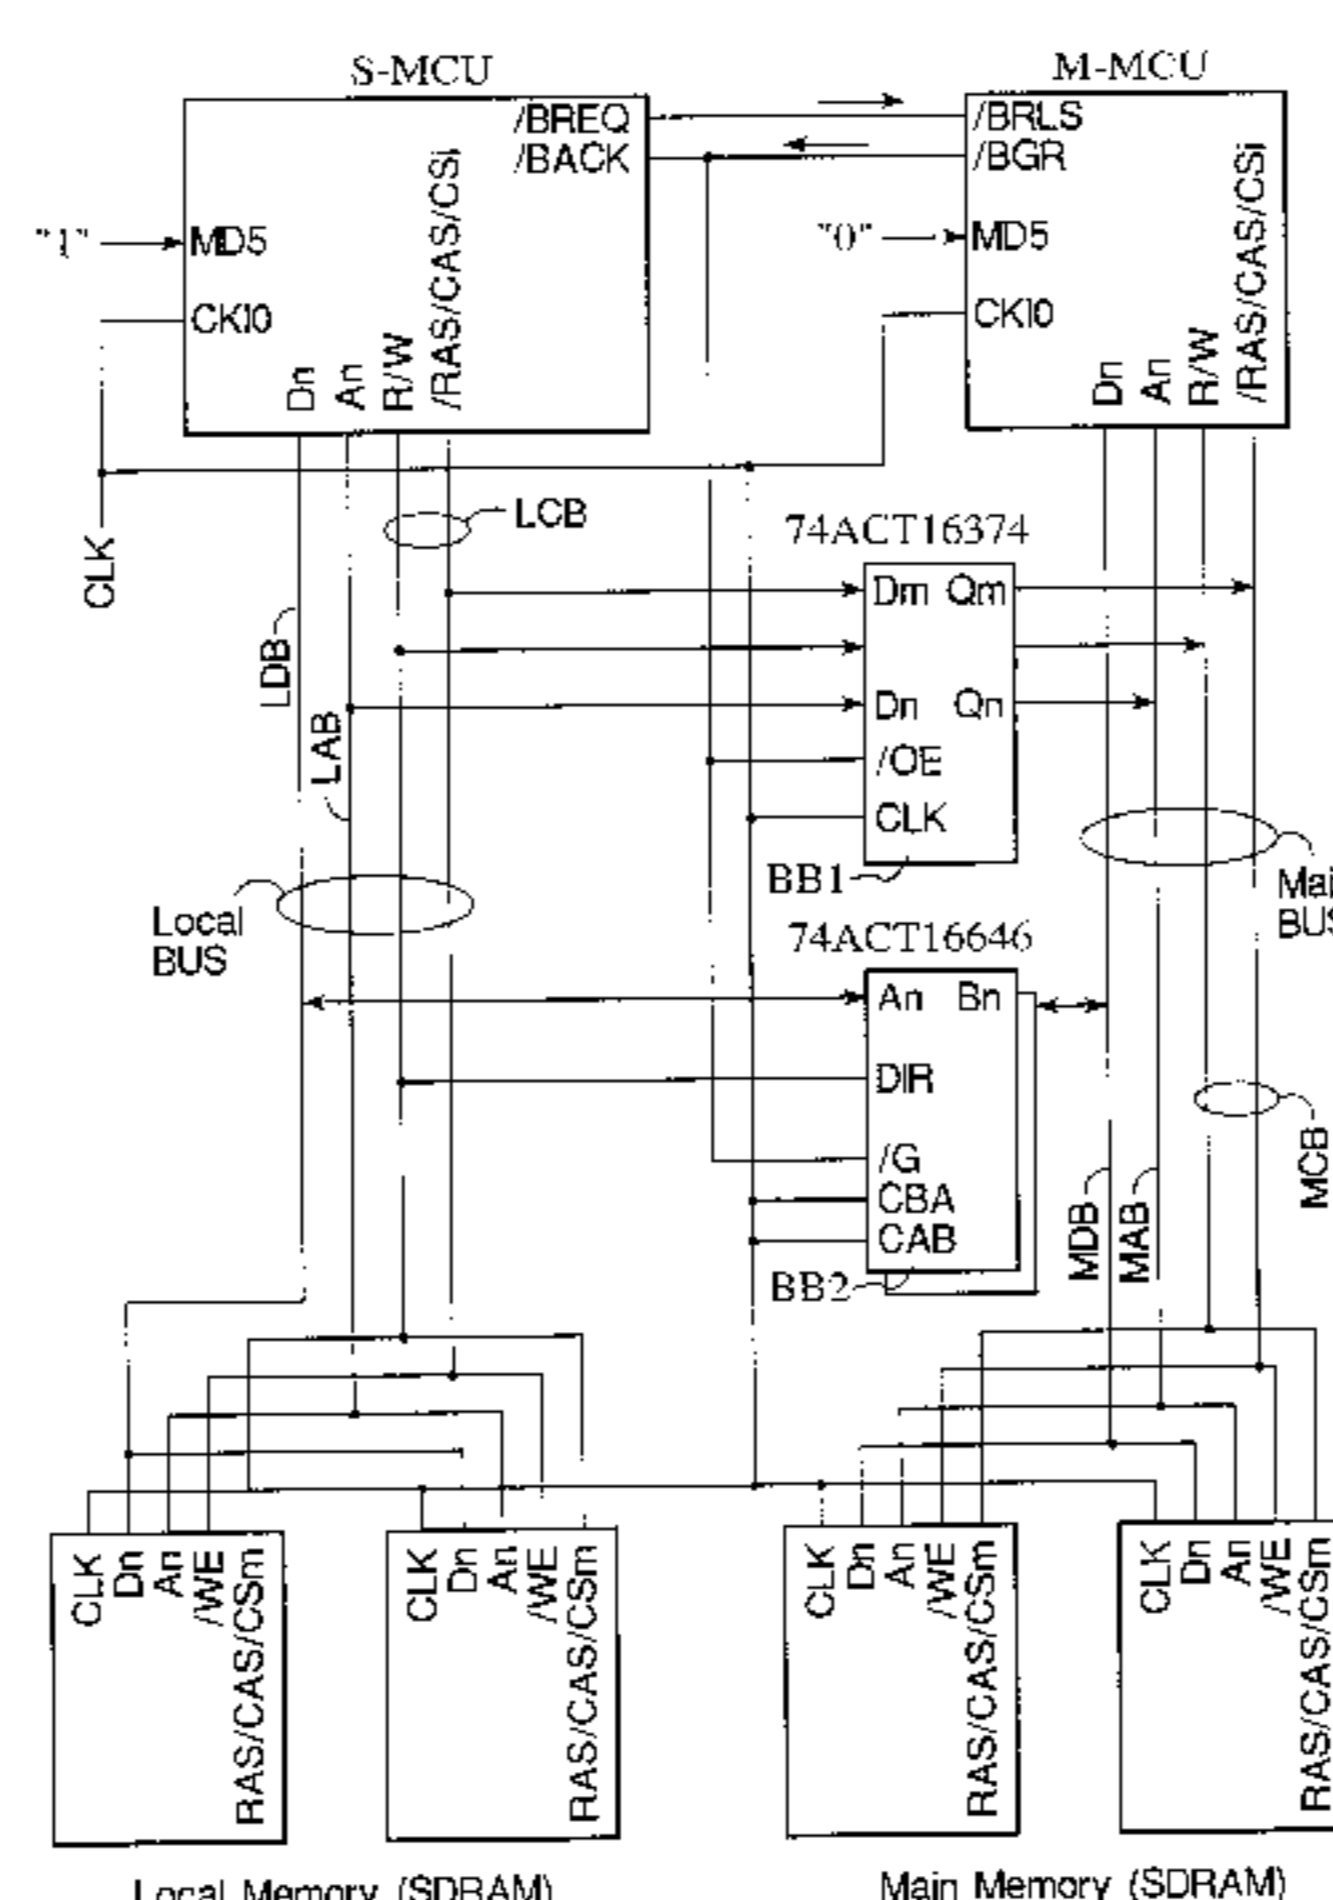 S-MCU
M-MCU
/BREQ
/BACK
/BRLS
/BGR
"1"
MD5
CKI0
Dn
An
R/W
/RAS/CAS/CSi
"0"
MD5
CKI0
Dn
An
R/W
/RAS/CAS/CSi
CLK
LCB
LDB
LAB
74ACT16374
Dm Qm
Dn Qn
/OE
CLK
BB1
Local
BUS
74ACT16646
An Bn
DIR
/G
CBA
CAB
BB2
MDB
MAB
MCB
CLK
Dn
An
/WE
RAS/CAS/CSm
CLK
Dn
An
/WE
RAS/CAS/CSm
CLK
Dn
An
/WE
RAS/CAS/CSm
CLK
Dn
An
/WE
RAS/CAS/CSm
Local Memory (SDRAM)
Main Memory (SDRAM)